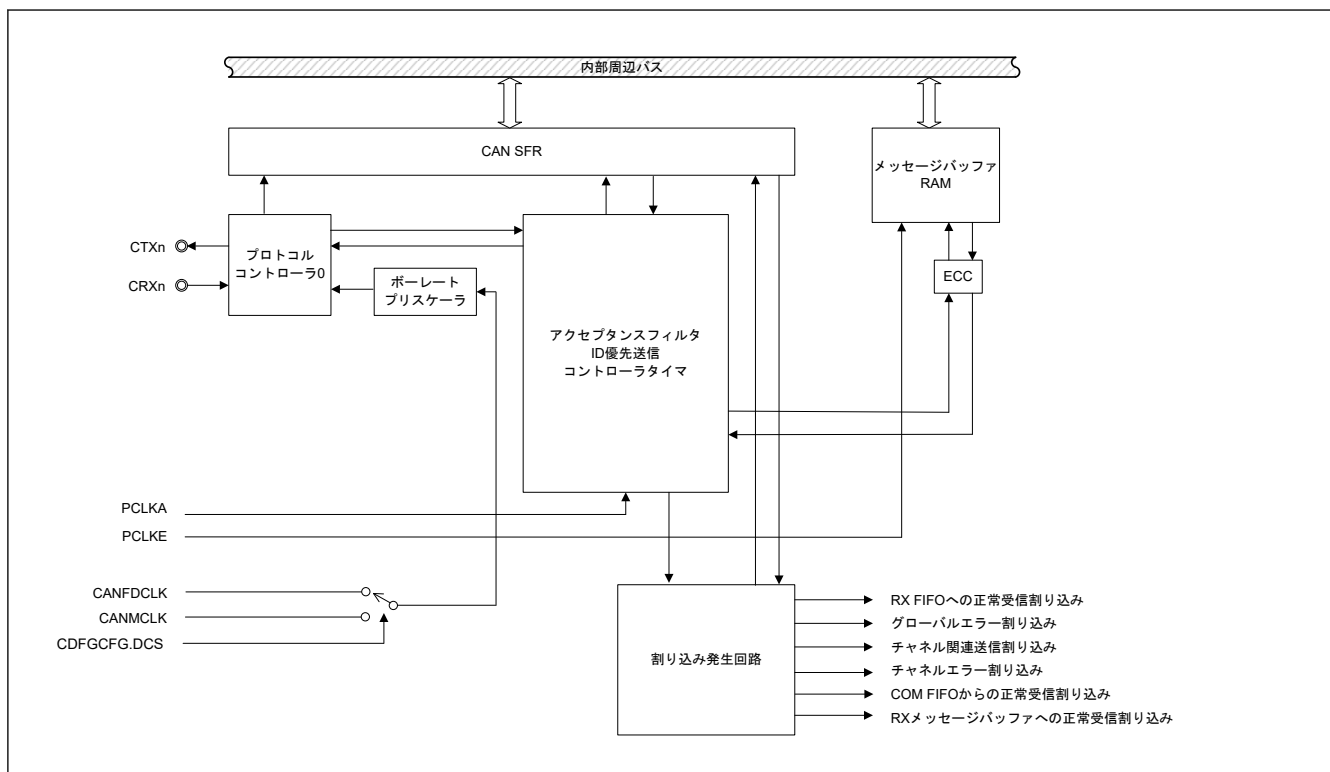 内部周辺バス
CAN SFR
メッセージバッファ
RAM
CTXn
CRXn
プロトコル
コントローラ0
ボーレート
プリスケーラ
ECC
アクセプタンスフィルタ
ID優先送信
コントローラタイマ
PCLKA
PCLKE
CANFDCLK
CANMCLK
CDFGCFG.DCS
割り込み発生回路
RX FIFOへの正常受信割り込み
グローバルエラー割り込み
チャネル関連送信割り込み
チャネルエラー割り込み
COM FIFOからの正常受信割り込み
RXメッセージバッファへの正常受信割り込み